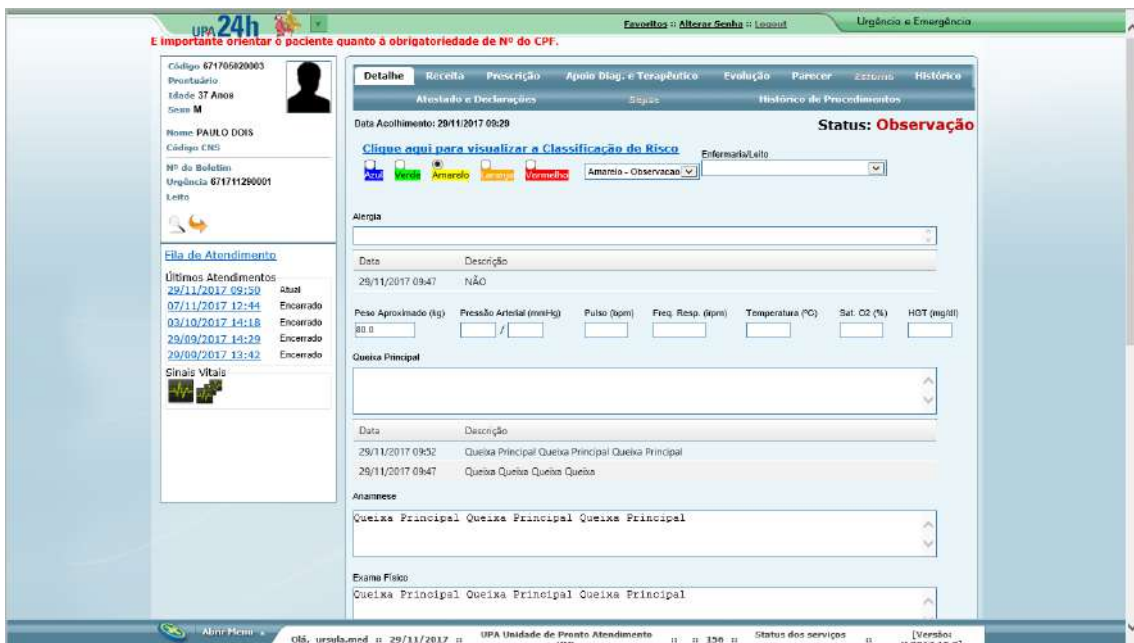 UPA 24h
Favoritos :: Alterar Senha :: Logout
Urgência e Emergência
É importante orientar o paciente quanto à obrigatoriedade de Nº do CPF.
Código 671705020003
Prontuário
Idade 37 Anos
Sexo M
Nome PAULO DOIS
Código CNS
Nº do Boletim
Urgência 671711290001
Leito
Fila de Atendimento
Últimos Atendimentos
29/11/2017 09:50 Atual
07/11/2017 12:44 Encerrado
03/10/2017 14:18 Encerrado
29/09/2017 14:29 Encerrado
29/09/2017 13:42 Encerrado
Sinais Vitais
Detalhe Receita Prescrição Apoio Diag. e Terapêutico Evolução Parecer Externo Histórico
Atestado e Declarações Histórico de Procedimentos
Data Acolhimento: 29/11/2017 09:29
Status: Observação
Clique aqui para visualizar a Classificação de Risco
Enfermaria/Leito
Azul Verde Amarelo Laranja Vermelho Amarelo - Observacao
Alergia
Data Descrição
29/11/2017 09:47 NÃO
Peso Aproximado (kg) Pressão Arterial (mmHg) Pulso (bpm) Freq. Resp. (irpm) Temperatura (ºC) Sat. O2 (%) HGT (mg/dl)
80.0 /
Queixa Principal
Data Descrição
29/11/2017 09:52 Queixa Principal Queixa Principal Queixa Principal
29/11/2017 09:47 Queixa Queixa Queixa Queixa
Anamnese
Queixa Principal Queixa Principal Queixa Principal
Exame Físico
Queixa Principal Queixa Principal Queixa Principal
Abrir Menu
Olá, ursula.med :: 29/11/2017 :: UPA Unidade de Pronto Atendimento :: :: 156 :: Status dos serviços :: [Versão: